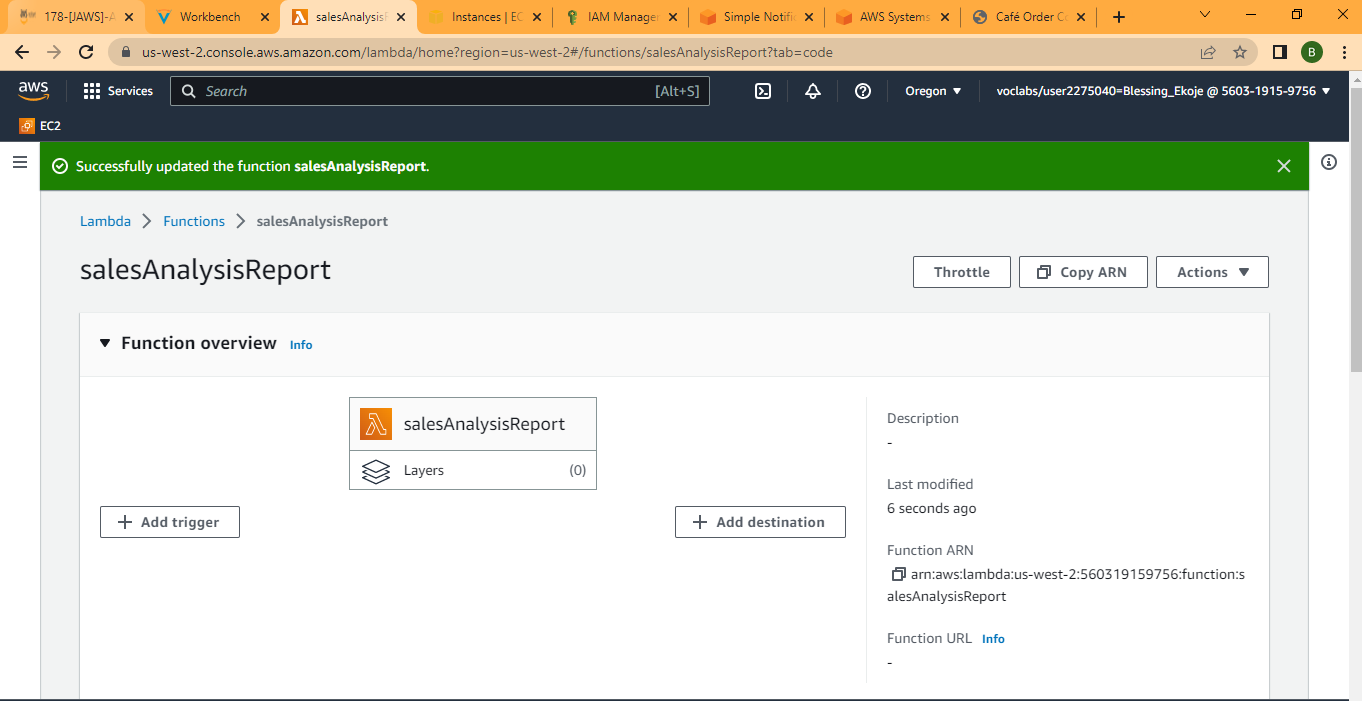 178-[JAWS]-A
Workbench
salesAnalysisR
Instances | EC
IAM Manage
Simple Notifi
AWS Systems
Café Order Co
us-west-2.console.aws.amazon.com/lambda/home?region=us-west-2#/functions/salesAnalysisReport?tab=code
B
aws
Services
Search
[Alt+S]
Oregon
voclabs/user2275040=Blessing_Ekoje @ 5603-1915-9756
EC2
Successfully updated the function salesAnalysisReport.
Lambda > Functions > salesAnalysisReport
salesAnalysisReport
Throttle
Copy ARN
Actions
Function overview Info
salesAnalysisReport
Layers (0)
Add trigger
Add destination
Description
-
Last modified
6 seconds ago
Function ARN
arn:aws:lambda:us-west-2:560319159756:function:s
alesAnalysisReport
Function URL Info
-